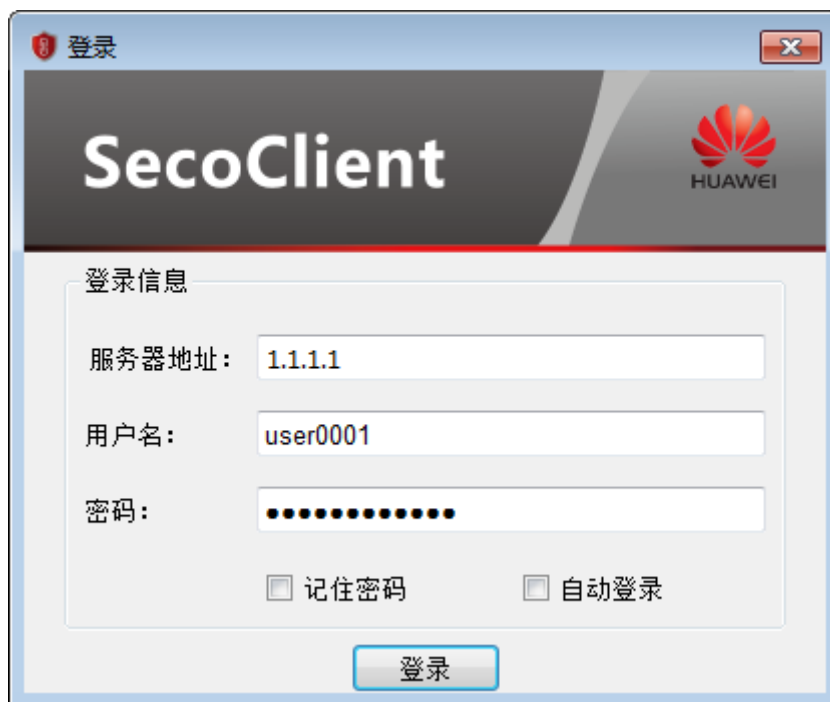 登录
SecoClient
HUAWEI
登录信息
服务器地址： 1.1.1.1
用户名： user0001
密码： ●●●●●●●●●●●●
记住密码 自动登录
登录